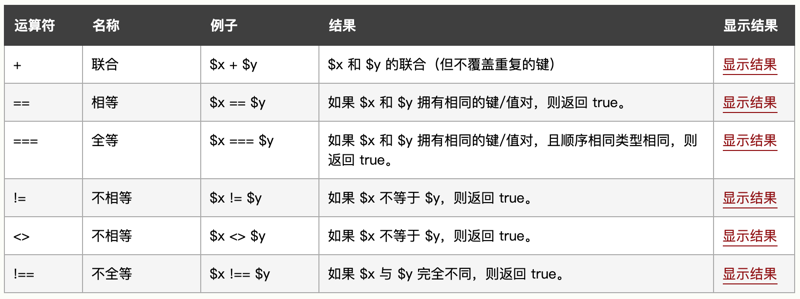 运算符 名称 例子 结果 显示结果
+ 联合 $x + $y $x 和 $y 的联合（但不覆盖重复的键） 显示结果
== 相等 $x == $y 如果 $x 和 $y 拥有相同的键/值对，则返回 true。 显示结果
=== 全等 $x === $y 如果 $x 和 $y 拥有相同的键/值对，且顺序相同类型相同，则 显示结果
返回 true。
!= 不相等 $x != $y 如果 $x 不等于 $y，则返回 true。 显示结果
<> 不相等 $x <> $y 如果 $x 不等于 $y，则返回 true。 显示结果
!== 不全等 $x !== $y 如果 $x 与 $y 完全不同，则返回 true。 显示结果